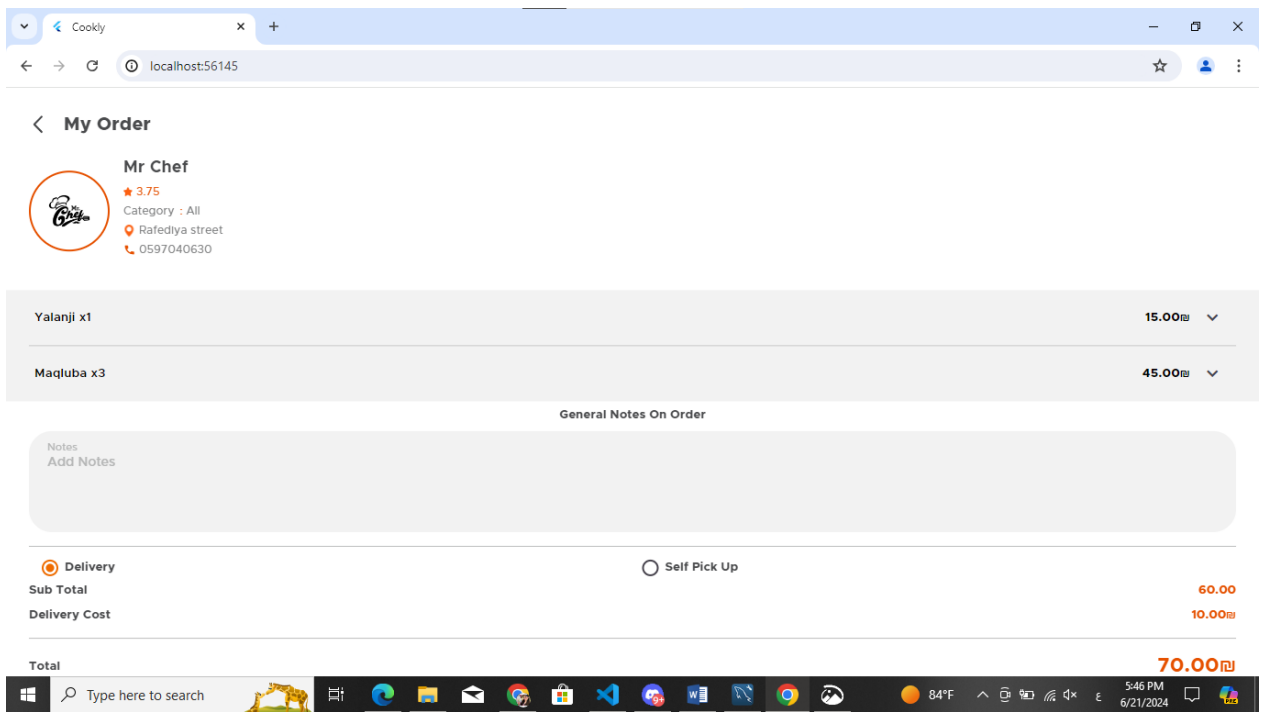 Cookly
localhost:56145
My Order
Mr Chef
3.75
Category : All
Rafediya street
0597040630
Mr.
Chef
Yalanji x1 15.00₪
Maqluba x3 45.00₪
General Notes On Order
Notes
Add Notes
Delivery Self Pick Up
Sub Total 60.00
Delivery Cost 10.00₪
Total 70.00₪
Type here to search 84°F ع 5:46 PM
6/21/2024